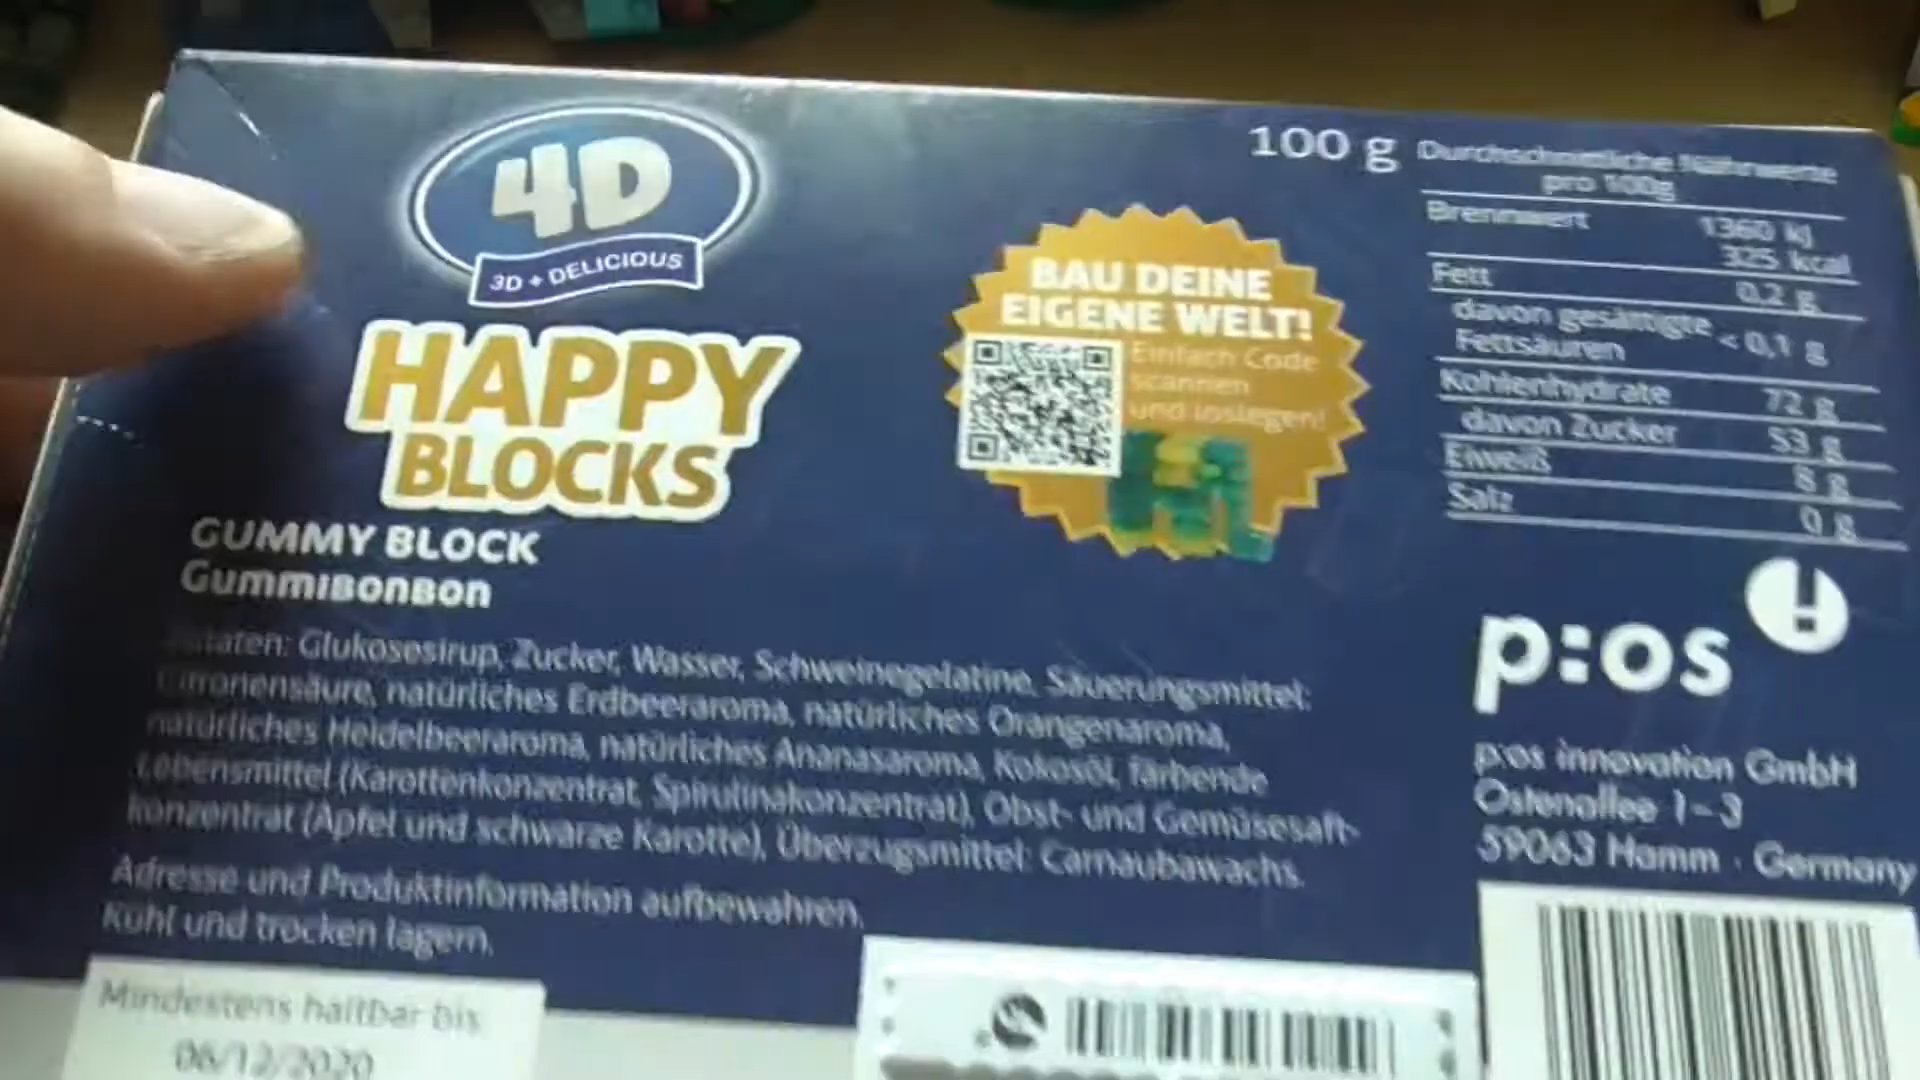 4D
3D + DELICIOUS
HAPPY
BLOCKS
GUMMY BLOCK
GUMMIBONBON
100 g
BAU DEINE
EIGENE WELT!
Einfach Code
scannen
und loslegen!
Durchschnittliche Nährwerte
pro 100g
Brennwert 1360 kJ
325 kcal
Fett 0,2 g
davon gesättigte
Fettsäuren < 0,1 g
Kohlenhydrate 72 g
davon Zucker 53 g
Eiweiß 8 g
Salz 0 g
Zutaten: Glukosesirup, Zucker, Wasser, Schweinegelatine, Säuerungsmittel:
Citronensäure, natürliches Erdbeeraroma, natürliches Orangenaroma,
natürliches Heidelbeeraroma, natürliches Ananasaroma, Kokosöl, färbende
Lebensmittel (Karottenkonzentrat, Spirulinakonzentrat), Obst- und Gemüsesaft-
konzentrat (Apfel und schwarze Karotte), Überzugsmittel: Carnaubawachs.
Adresse und Produktinformation aufbewahren.
Kühl und trocken lagern.
Mindestens haltbar bis
06/12/2020
p:os
p:os innovation GmbH
Ostenallee 1-3
59063 Hamm · Germany